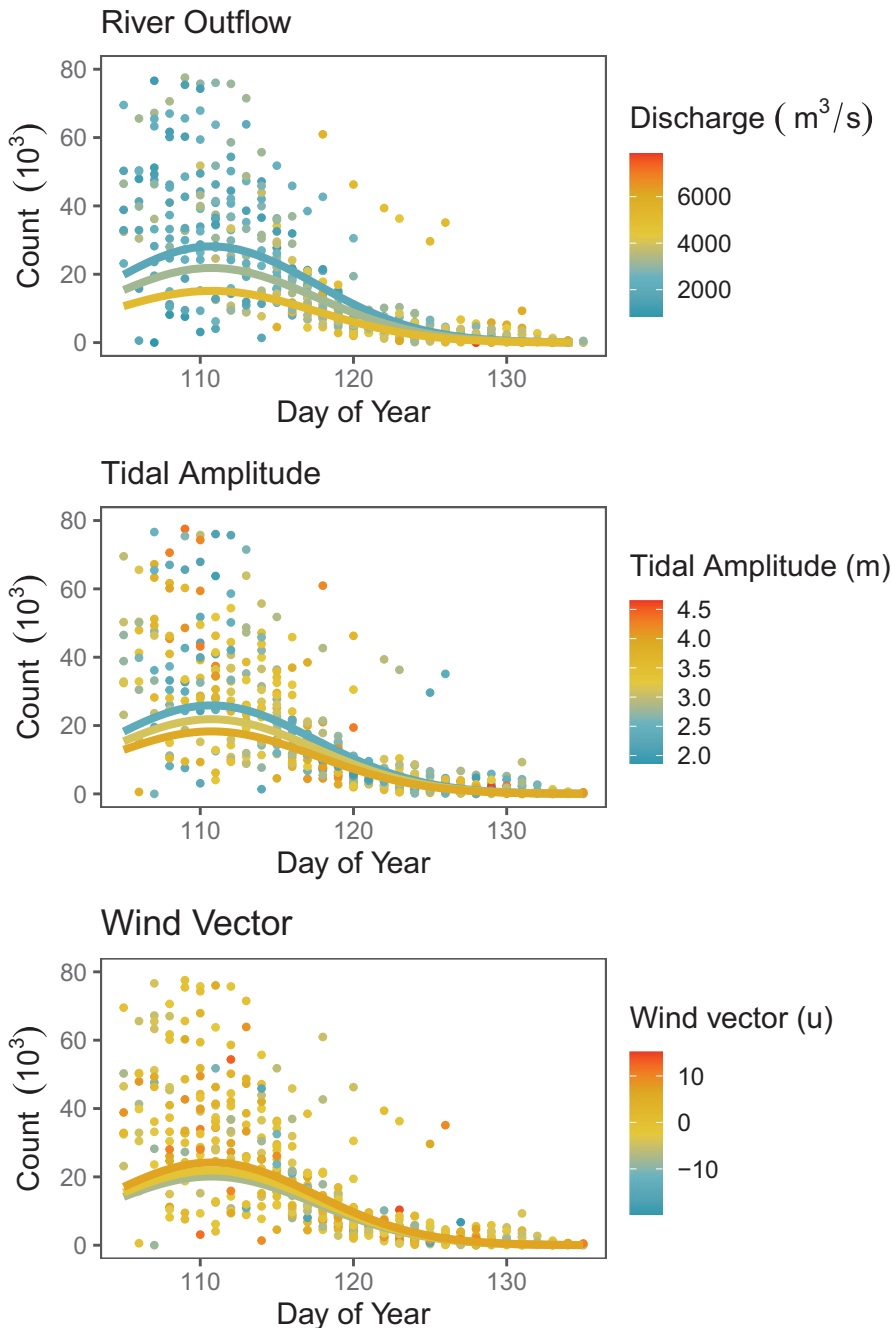 River Outflow
80
60
40
20
0
Count (10³)
110 120 130
Day of Year
Discharge ( m³/s)
6000
4000
2000
Tidal Amplitude
80
60
40
20
0
Count (10³)
110 120 130
Day of Year
Tidal Amplitude (m)
4.5
4.0
3.5
3.0
2.5
2.0
Wind Vector
80
60
40
20
0
Count (10³)
110 120 130
Day of Year
Wind vector (u)
10
0
−10